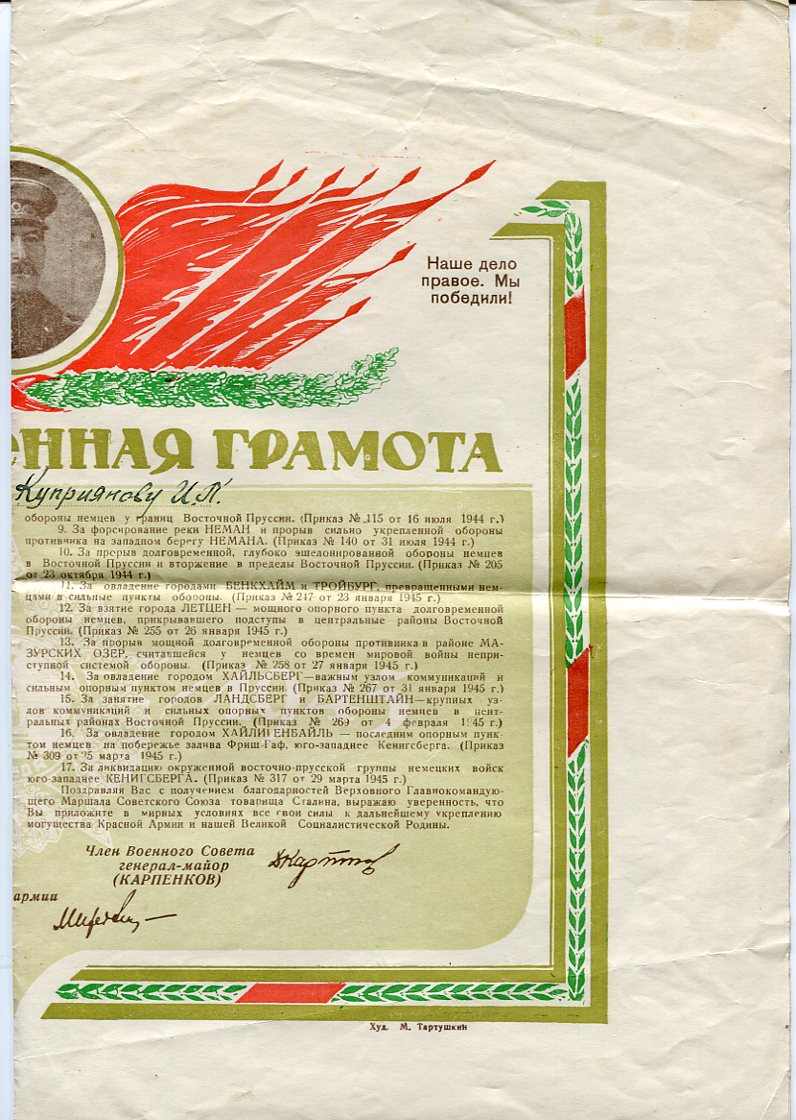 Наше дело
правое. Мы
победили!
ЕННАЯ ГРАМОТА
Куприянову И.П.
обороны немцев у границ Восточной Пруссии. (Приказ № 115 от 16 июля 1944 г.)
9. За форсирование реки НЕМАН и прорыв сильно укрепленной обороны
противника на западном берегу НЕМАНА. (Приказ № 140 от 31 июля 1944 г.)
10. За прерыв долговременной, глубоко эшелонированной обороны немцев
в Восточной Пруссии и вторжение в пределы Восточной Пруссии. (Приказ № 205
от 23 октября 1944 г.)
11. За овладение городами БЕНКХАЙМ и ТРОЙБУРГ, превращенными нем-
цами в сильные пункты обороны. (Приказ № 247 от 23 января 1945 г.)
12. За взятие города ЛЕТЦЕН — мощного опорного пункта долговременной
обороны немцев, прикрывавшего подступы в центральные районы Восточной
Пруссии. (Приказ № 255 от 26 января 1945 г.)
13. За прорыв мощной долговременной обороны противника в районе МА-
ЗУРСКИХ ОЗЕР, считавшейся у немцев со времен мировой войны непри-
ступной системой обороны. (Приказ № 258 от 27 января 1945 г.)
14. За овладение городом ХАЙЛЬСБЕРГ—важным узлом коммуникаций и
сильным опорным пунктом немцев в Пруссии. (Приказ № 267 от 31 января 1945 г.)
15. За занятие городов ЛАНДСБЕРГ и БАРТЕНШТАЙН—крупных уз-
лов коммуникаций и сильных опорных пунктов обороны немцев в цент-
ральных районах Восточной Пруссии. (Приказ № 269 от 4 февраля 1945 г.)
16. За овладение городом ХАЙЛИГЕНБАЙЛЬ — последним опорным пунк-
том немцев на побережье залива Фриш-Гаф, юго-западнее Кенигсберга. (Приказ
№ 309 от 25 марта 1945 г.)
17. За ликвидацию окруженной восточно-прусской группы немецких войск
юго-западнее КЕНИГСБЕРГА. (Приказ № 317 от 29 марта 1945 г.)
Поздравляя Вас с получением благодарностей Верховного Главнокомандую-
щего Маршала Советского Союза товарища Сталина, выражаю уверенность, что
Вы приложите в мирных условиях все свои силы к дальнейшему укреплению
могущества Красной Армии и нашей Великой Социалистической Родины.
Член Военного Совета
генерал-майор
(КАРПЕНКОВ)
армии
Худ. М. Тартушкин